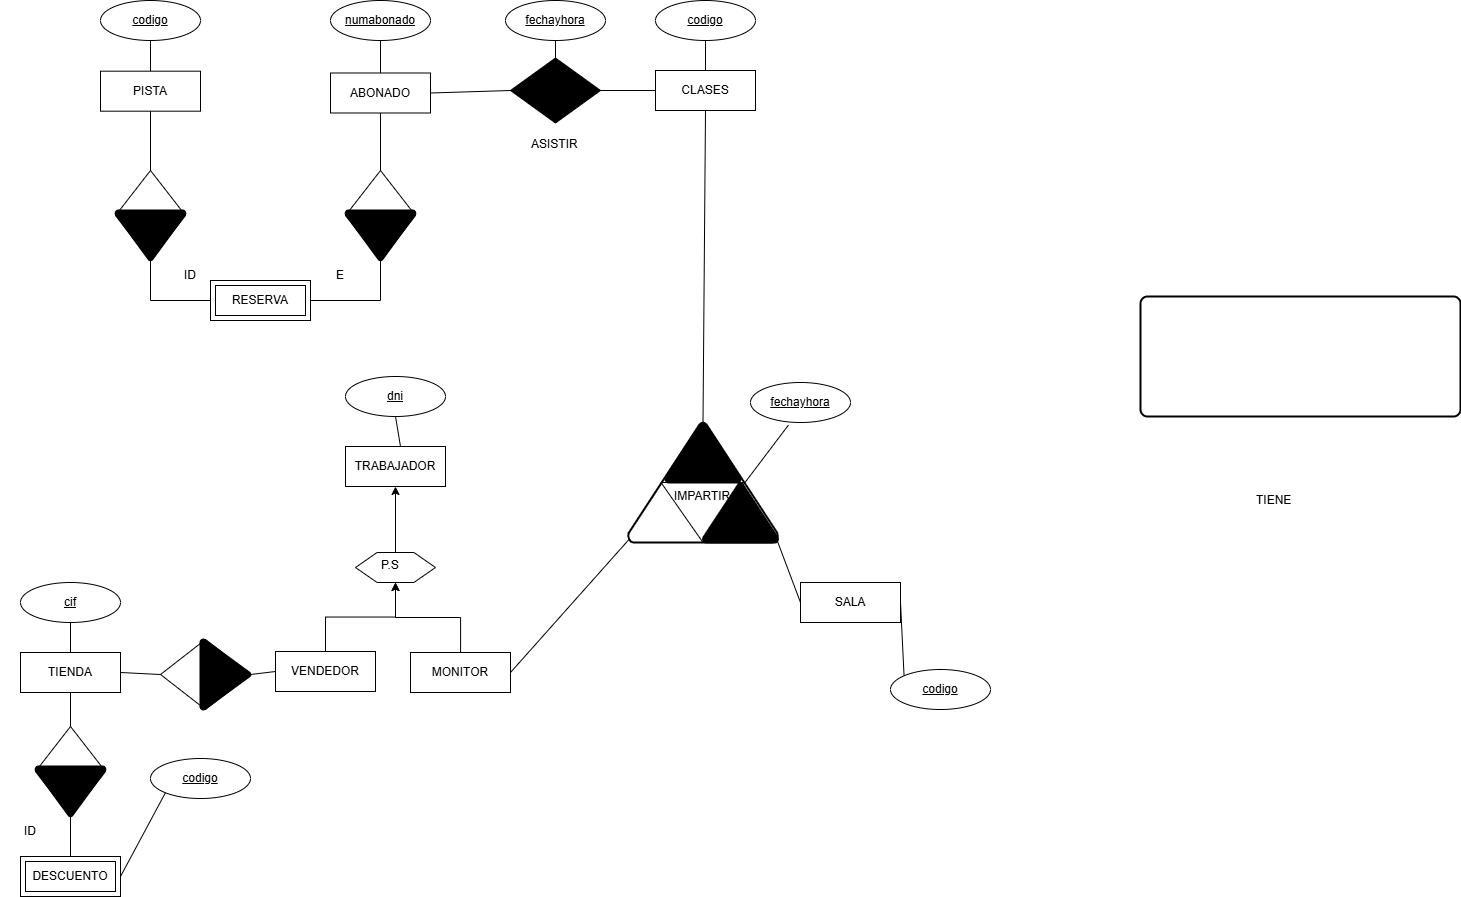 codigo
numabonado
fechayhora
codigo
PISTA
ABONADO
CLASES
ASISTIR
ID
E
RESERVA
dni
fechayhora
TRABAJADOR
IMPARTIR
TIENE
P.S
cif
SALA
TIENDA
VENDEDOR
MONITOR
codigo
codigo
ID
DESCUENTO